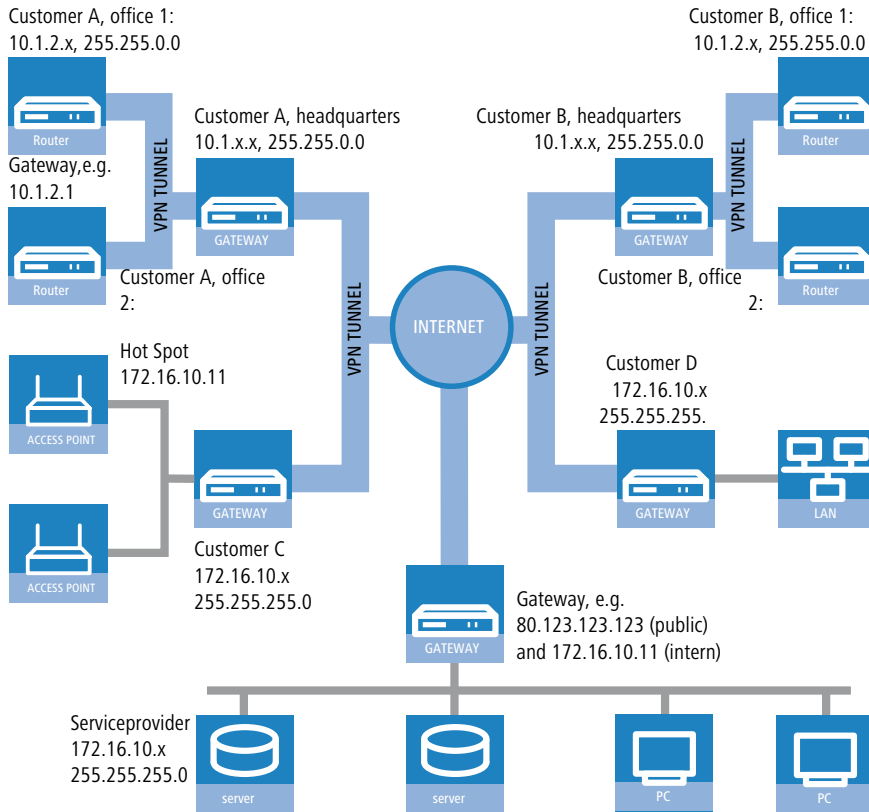 Customer A, office 1:
10.1.2.x, 255.255.0.0
Customer B, office 1:
10.1.2.x, 255.255.0.0
Router
Router
Customer A, headquarters
10.1.x.x, 255.255.0.0
Customer B, headquarters
10.1.x.x, 255.255.0.0
Gateway,e.g.
10.1.2.1
VPN TUNNEL
VPN TUNNEL
GATEWAY
GATEWAY
Router
Router
Customer A, office
2:
Customer B, office
2:
VPN TUNNEL
INTERNET
VPN TUNNEL
Hot Spot
172.16.10.11
Customer D
172.16.10.x
255.255.255.
ACCESS POINT
GATEWAY
GATEWAY
LAN
ACCESS POINT
Customer C
172.16.10.x
255.255.255.0
GATEWAY
Gateway, e.g.
80.123.123.123 (public)
and 172.16.10.11 (intern)
Serviceprovider
172.16.10.x
255.255.255.0
server
server
PC
PC